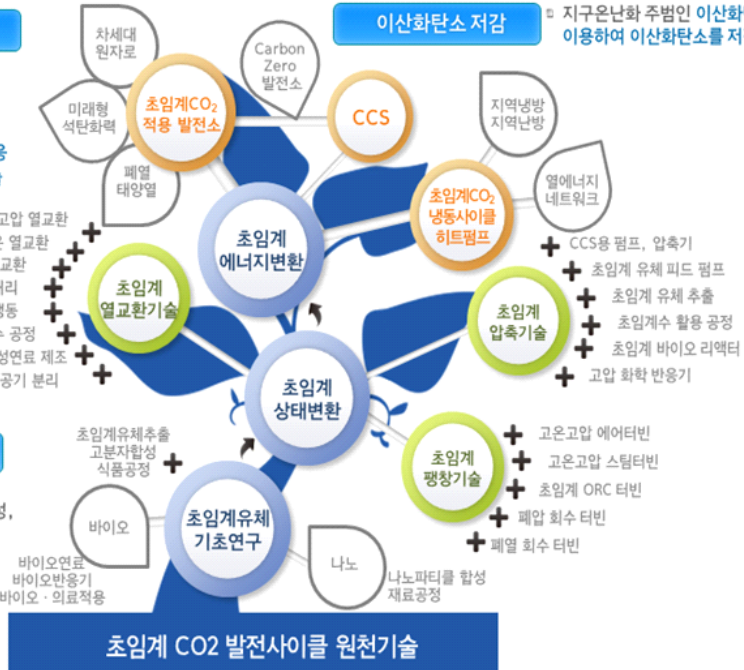 이산화탄소 저감
지구온난화 주범인 이산화
이용하여 이산화탄소를 저
차세대
원자로
Carbon
Zero
발전소
초임계CO₂
적용 발전소
CCS
미래형
석탄화력
폐열
태양열
지역냉방
지역난방
초임계CO₂
냉동사이클
히트펌프
열에너지
네트워크
초임계
에너지변환
고압 열교환
열교환
교환
공정
성연료 제조
공기 분리
초임계
열교환기술
CCS용 펌프, 압축기
초임계 유체 피드 펌프
초임계 유체 추출
초임계수 활용 공정
초임계 바이오 리액터
고압 화학 반응기
초임계
압축기술
초임계
상태변환
초임계
팽창기술
고온고압 에어터빈
고온고압 스팀터빈
초임계 ORC 터빈
폐압 회수 터빈
폐열 회수 터빈
초임계유체추출
고분자합성
식품공정
초임계유체
기초연구
바이오
바이오연료
바이오반응기
바이오·의료적용
나노
나노파티클 합성
재료공정
초임계 CO2 발전사이클 원천기술